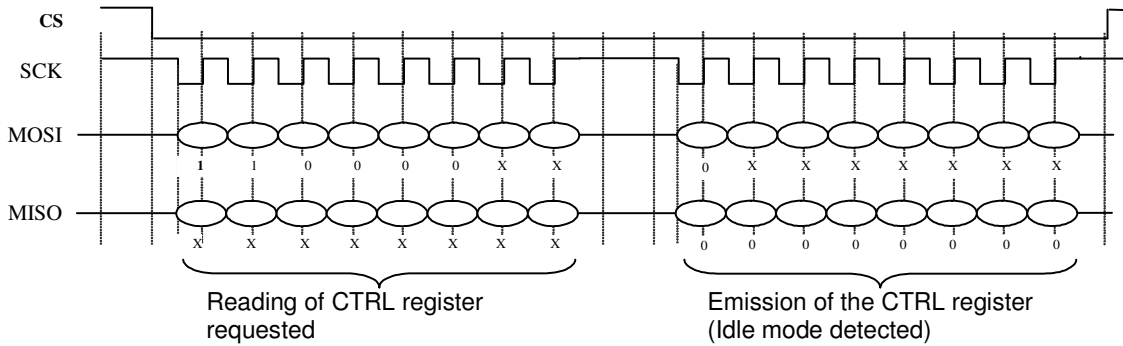 CS
SCK
MOSI
1 1 0 0 0 0 X X 0 X X X X X X X
MISO
X X X X X X X X 0 0 0 0 0 0 0 0
Reading of CTRL register
requested
Emission of the CTRL register
(Idle mode detected)